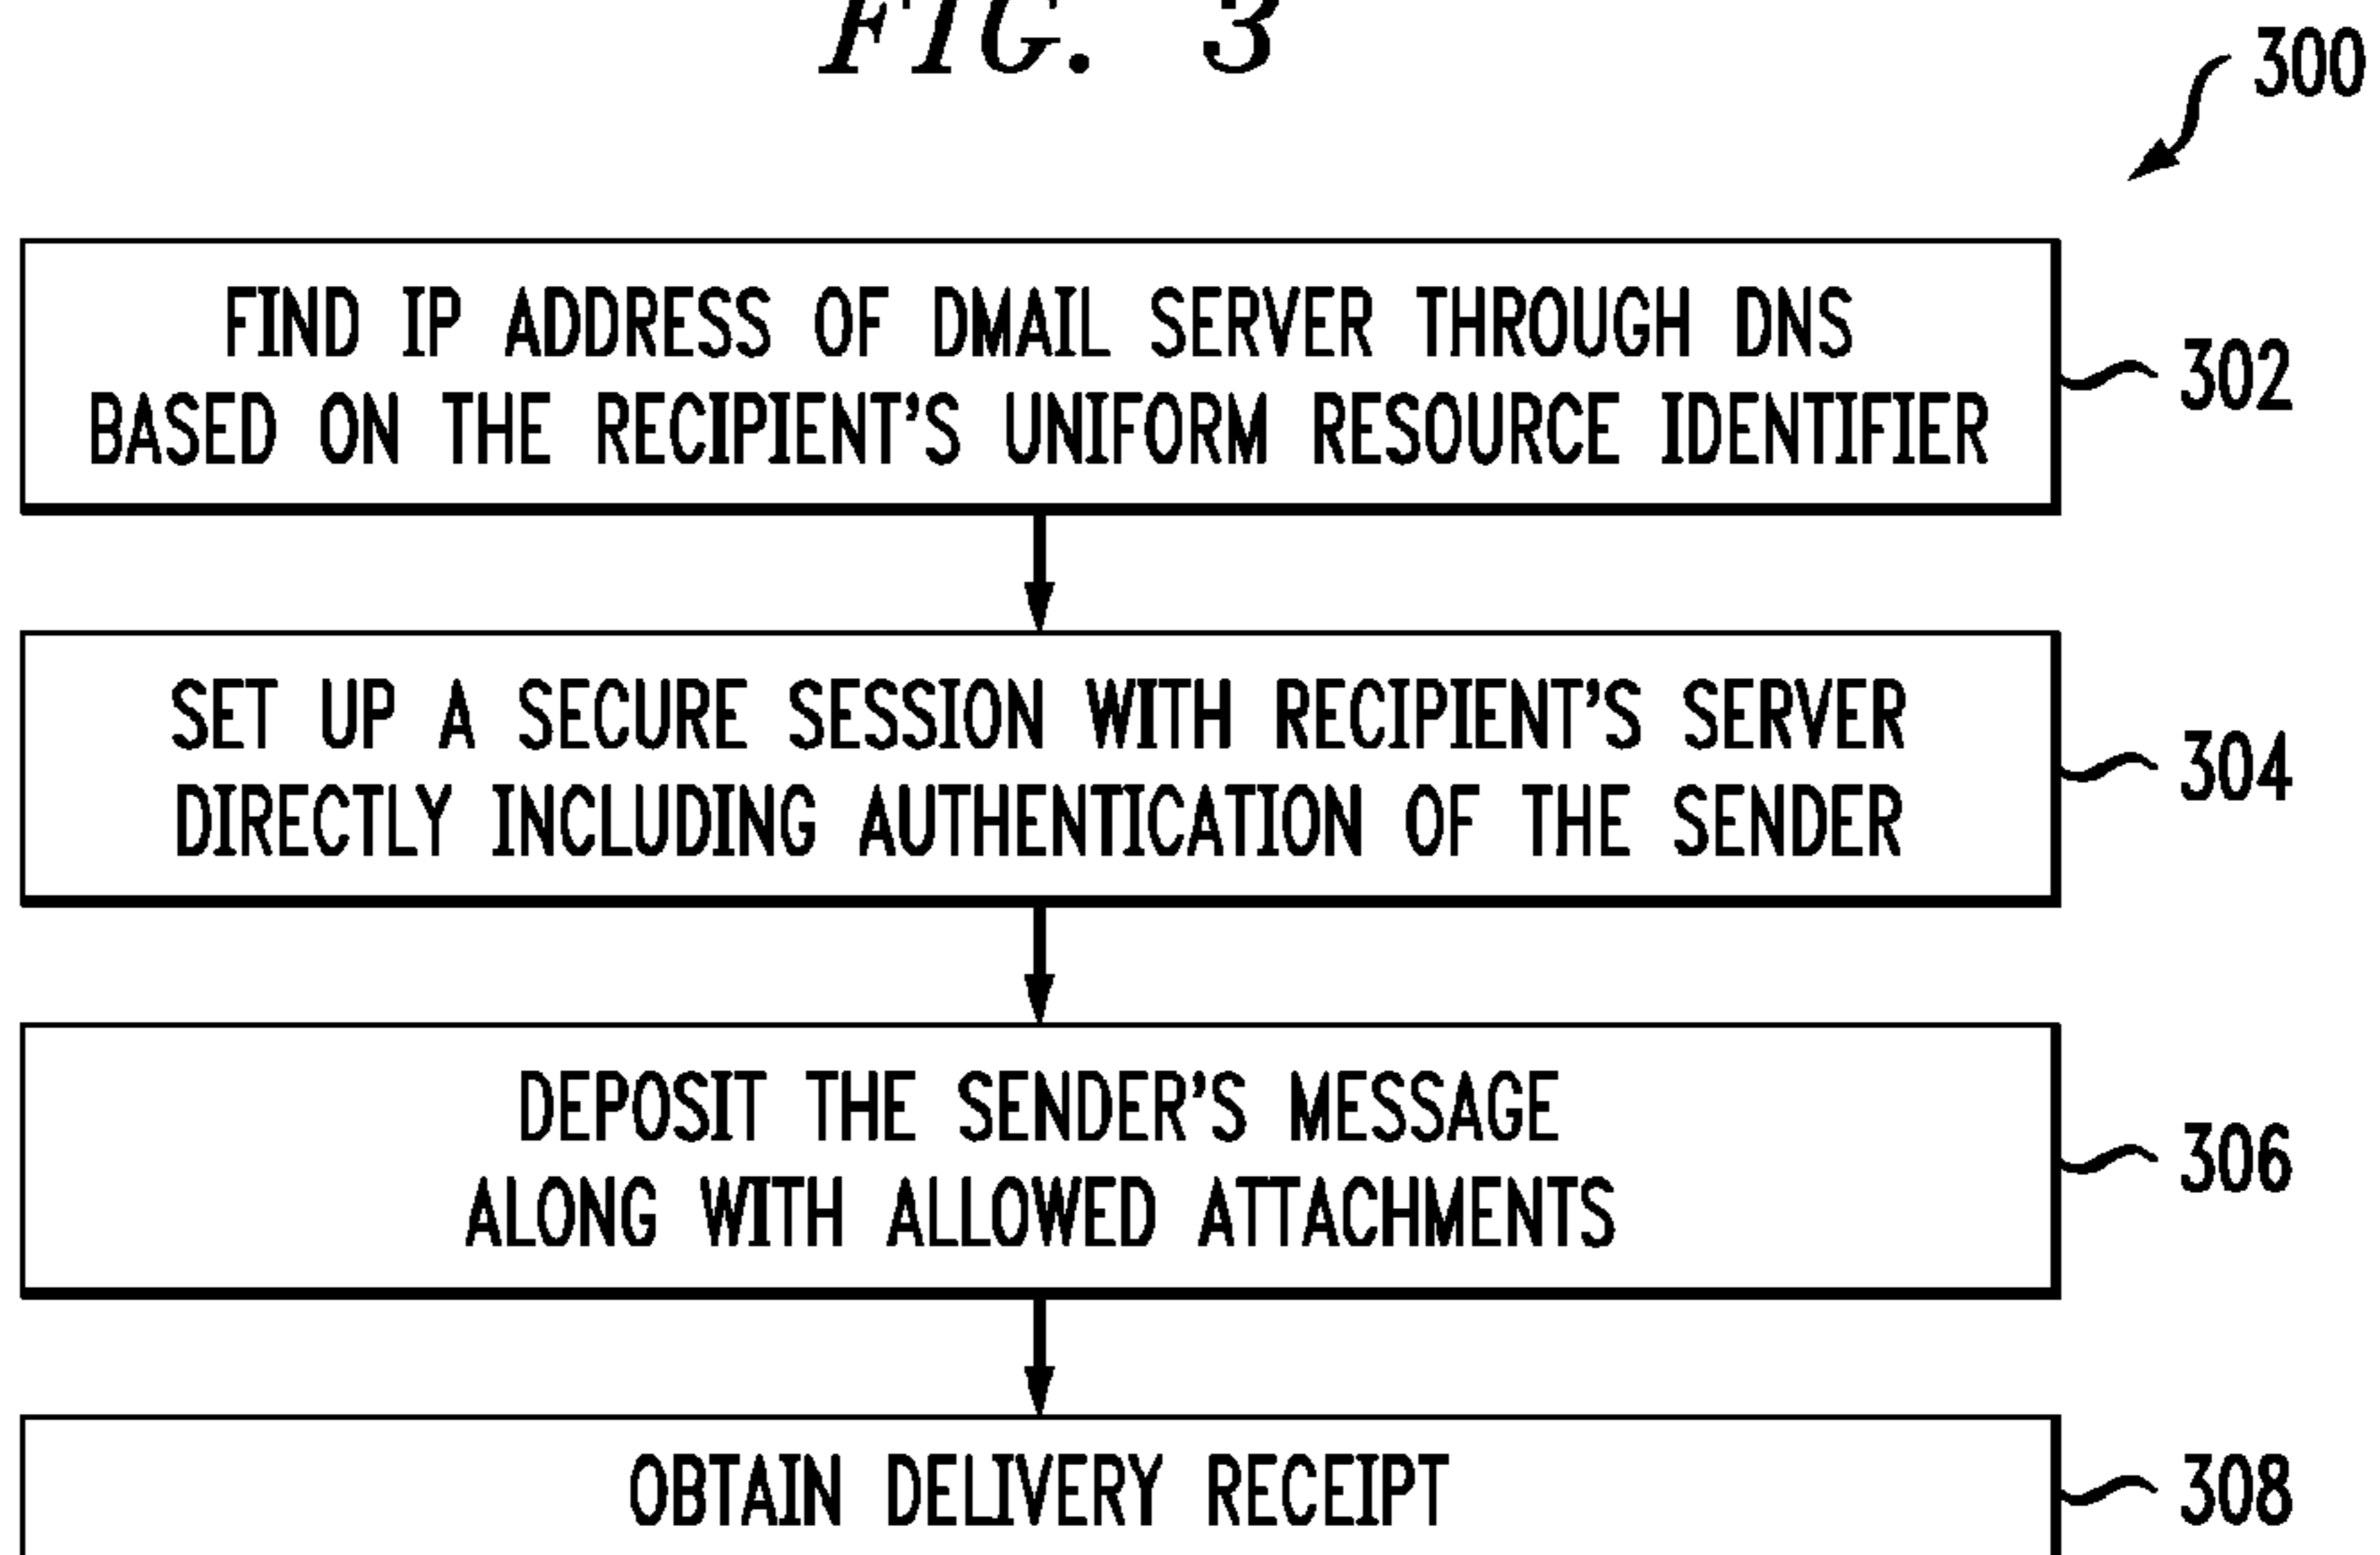 FIG. 3
300
FIND IP ADDRESS OF DMAIL SERVER THROUGH DNS
BASED ON THE RECIPIENT'S UNIFORM RESOURCE IDENTIFIER
302
SET UP A SECURE SESSION WITH RECIPIENT'S SERVER
DIRECTLY INCLUDING AUTHENTICATION OF THE SENDER
304
DEPOSIT THE SENDER'S MESSAGE
ALONG WITH ALLOWED ATTACHMENTS
306
OBTAIN DELIVERY RECEIPT
308